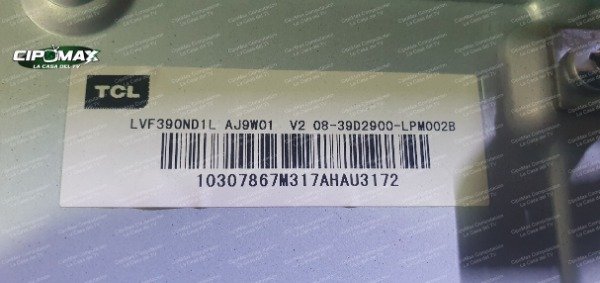 CIPOMAX
LA CASA DEL TV
TCL
LVF390ND1L AJ9W01 V2 08-39D2900-LPM002B
10307867M317AHAU3172